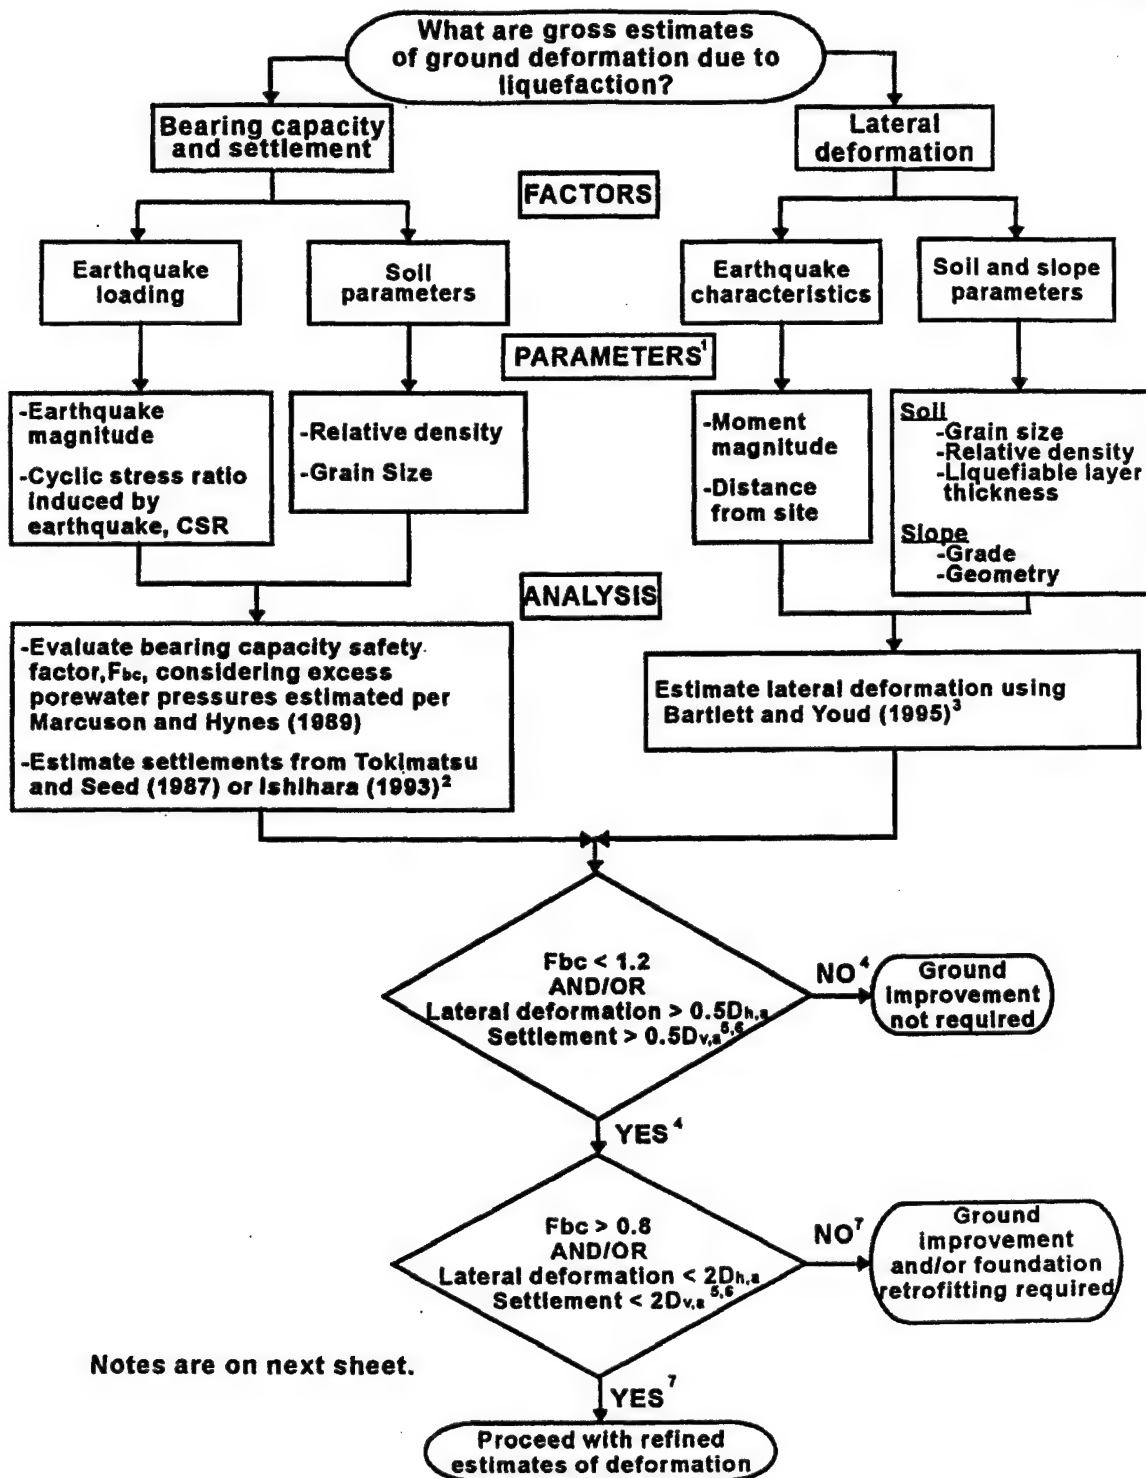 What are gross estimates
of ground deformation due to
liquefaction?
Bearing capacity
and settlement
Lateral
deformation
FACTORS
Earthquake
loading
Soil
parameters
Earthquake
characteristics
Soil and slope
parameters
PARAMETERS¹
-Earthquake
magnitude
-Cyclic stress ratio
induced by
earthquake, CSR
-Relative density
-Grain Size
-Moment
magnitude
-Distance
from site
Soil
-Grain size
-Relative density
-Liquefiable layer
thickness
Slope
-Grade
-Geometry
ANALYSIS
-Evaluate bearing capacity safety
factor,Fbc, considering excess
porewater pressures estimated per
Marcuson and Hynes (1989)
-Estimate settlements from Tokimatsu
and Seed (1987) or Ishihara (1993)²
Estimate lateral deformation using
Bartlett and Youd (1995)³
Fbc < 1.2
AND/OR
Lateral deformation > 0.5Dh,a
Settlement > 0.5Dv,a⁵,⁶
NO⁴
Ground
improvement
not required
YES⁴
Fbc > 0.8
AND/OR
Lateral deformation < 2Dh,a
Settlement < 2Dv,a⁵,⁶
NO⁷
Ground
improvement
and/or foundation
retrofitting required
Notes are on next sheet.
YES⁷
Proceed with refined
estimates of deformation